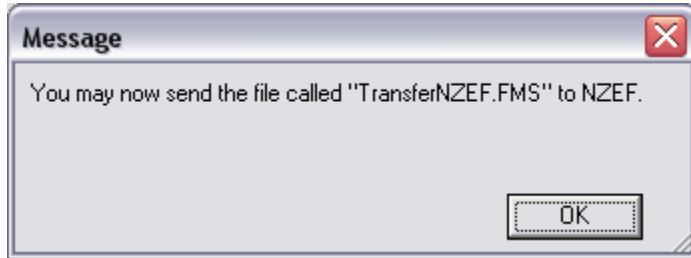 Message
You may now send the file called "TransferNZEF.FMS" to NZEF.
OK